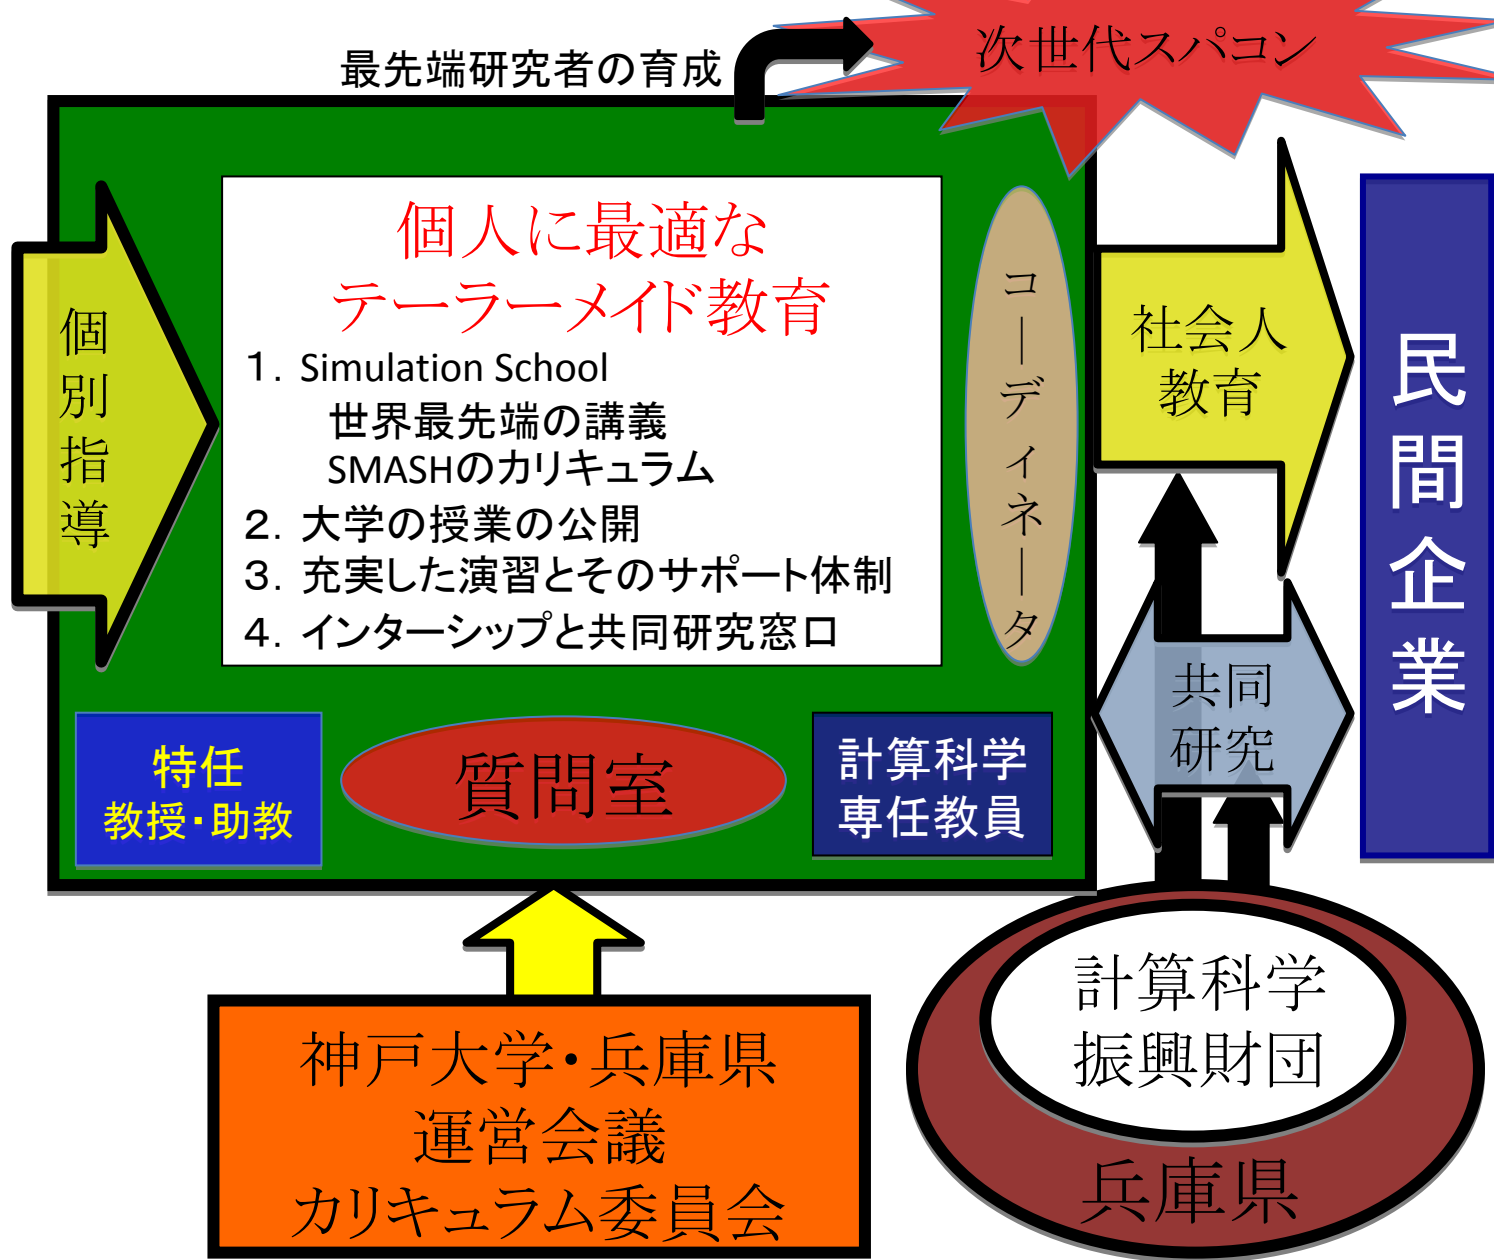 次世代スパコン
最先端研究者の育成
個人に最適な
テーラーメイド教育
1. Simulation School
世界最先端の講義
SMASHのカリキュラム
2. 大学の授業の公開
3. 充実した演習とそのサポート体制
4. インターシップと共同研究窓口
個別指導
コーディネータ
社会人
教育
民間企業
共同
研究
特任
教授・助教
質問室
計算科学
専任教員
神戸大学・兵庫県
運営会議
カリキュラム委員会
計算科学
振興財団
兵庫県